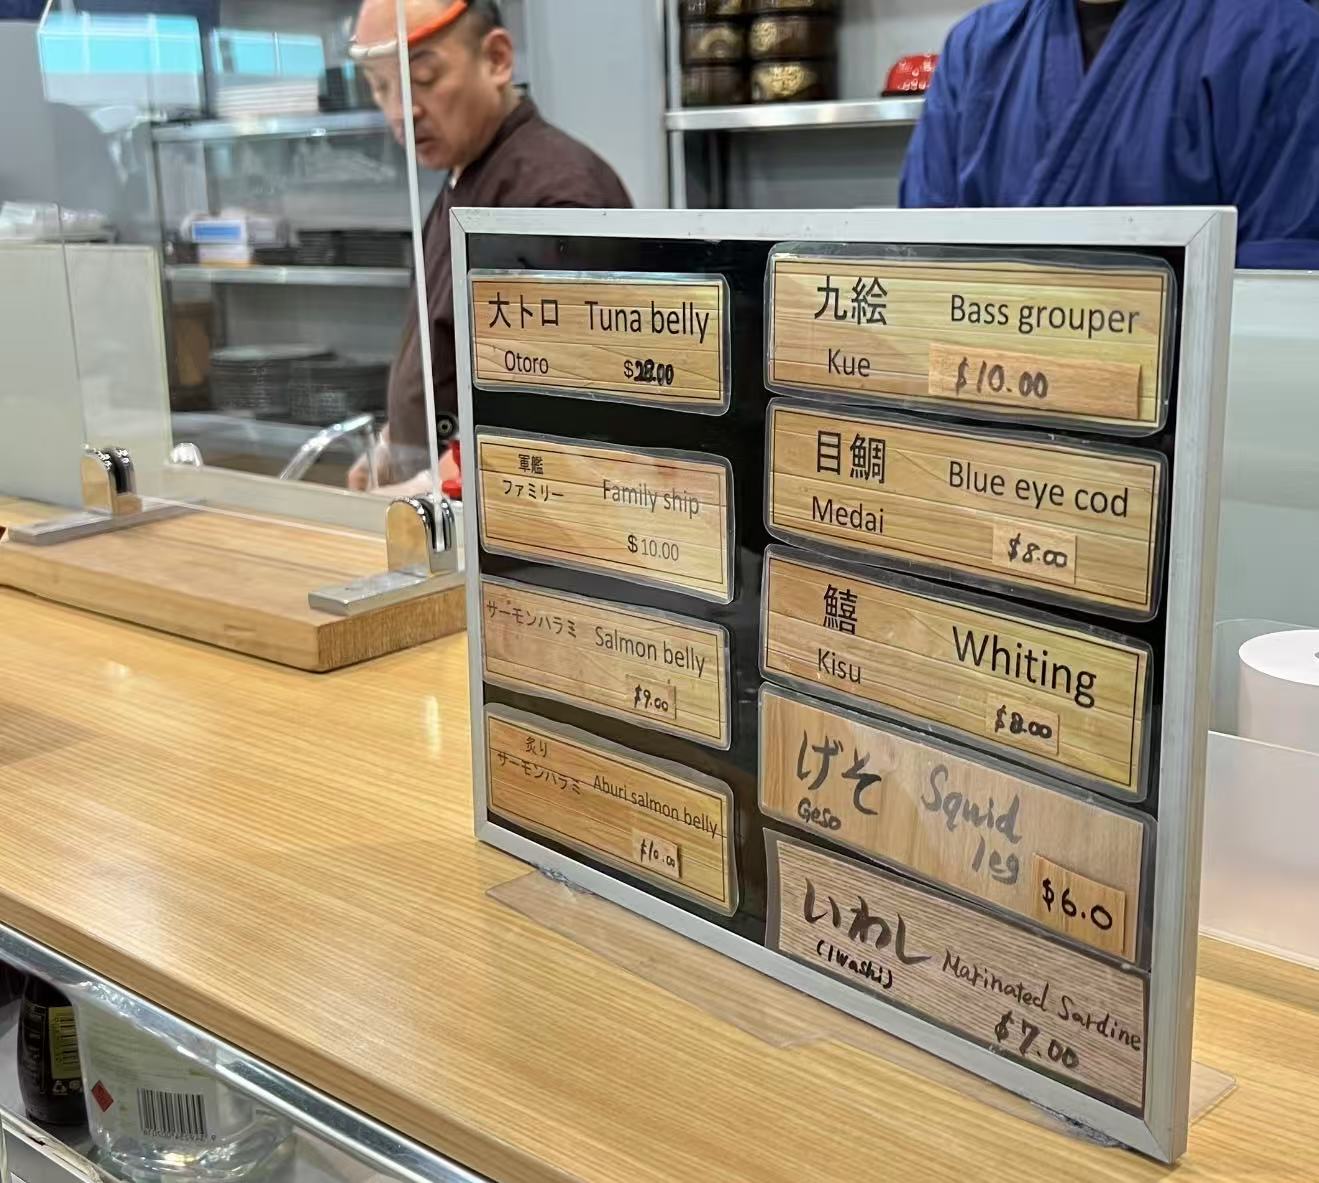 大トロ Tuna belly
Otoro
軍艦
ファミリー Family ship
$10.00
サーモンハラミ Salmon belly
$9.00
炙り
サーモンハラミ Aburi salmon belly
$10.00
九絵 Bass grouper
Kue $10.00
目鯛 Blue eye cod
Medai $8.00
鱚 Whiting
Kisu $8.00
げそ Squid
Geso leg
$6.0
いわし Marinated Sardine
(Iwashi) $7.00